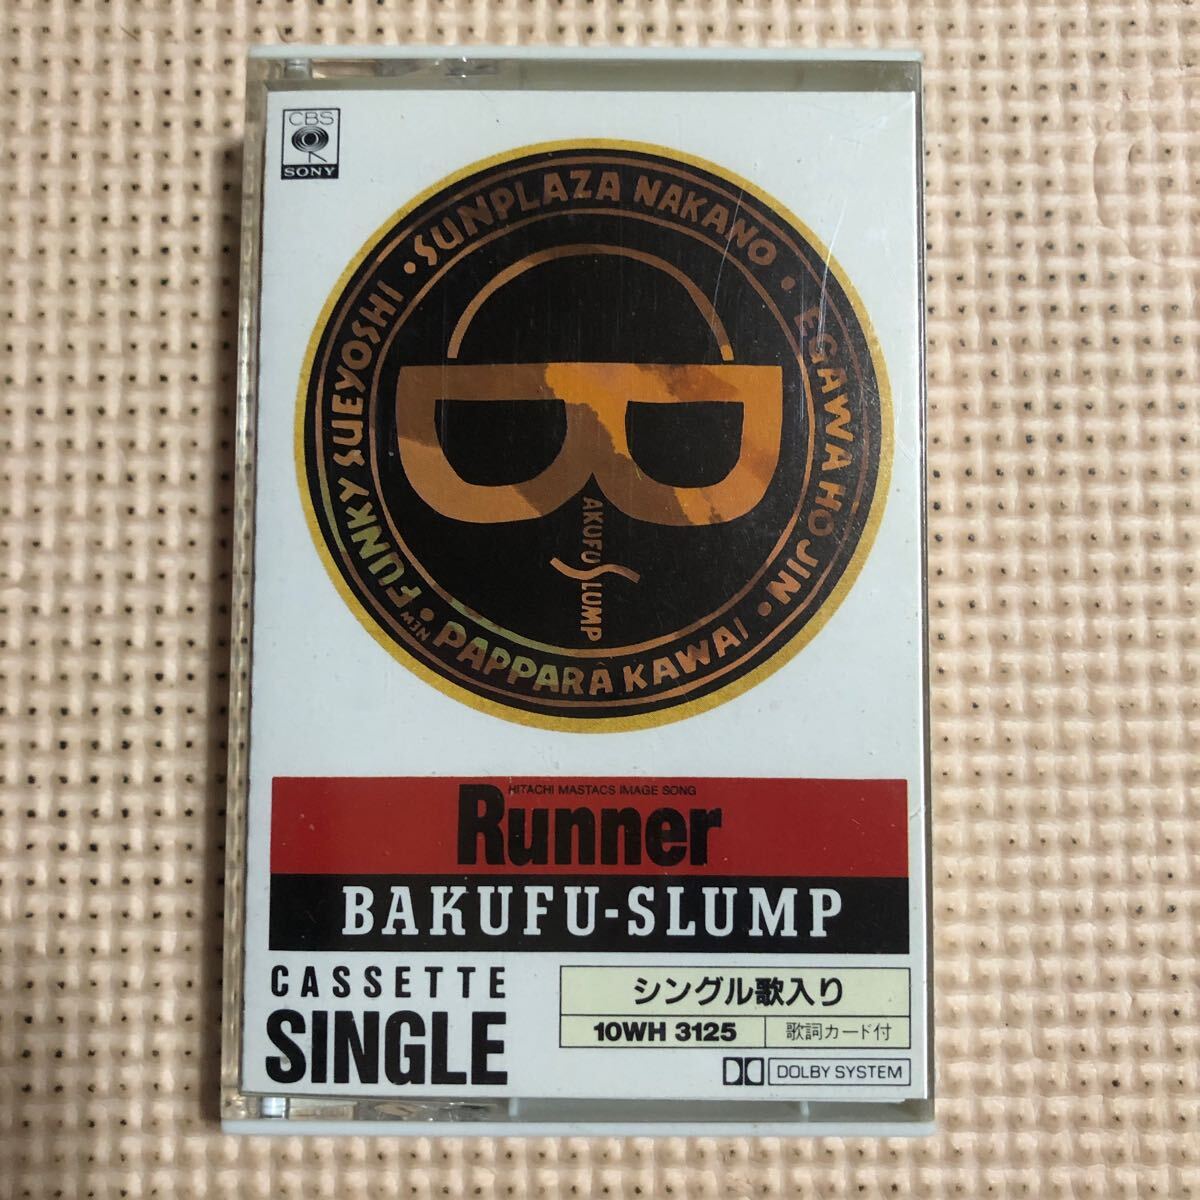 CBS
SONY
SUNPLAZA NAKANO • EGAWA HO JIN • PAPPARA KAWAI • NEW FUNKY SUEYOSHI •
B
BAKUFU SLUMP
HITACHI MASTACS IMAGE SONG
Runner
BAKUFU-SLUMP
CASSETTE
SINGLE
シングル歌入り
10WH 3125 歌詞カード付
DOLBY SYSTEM